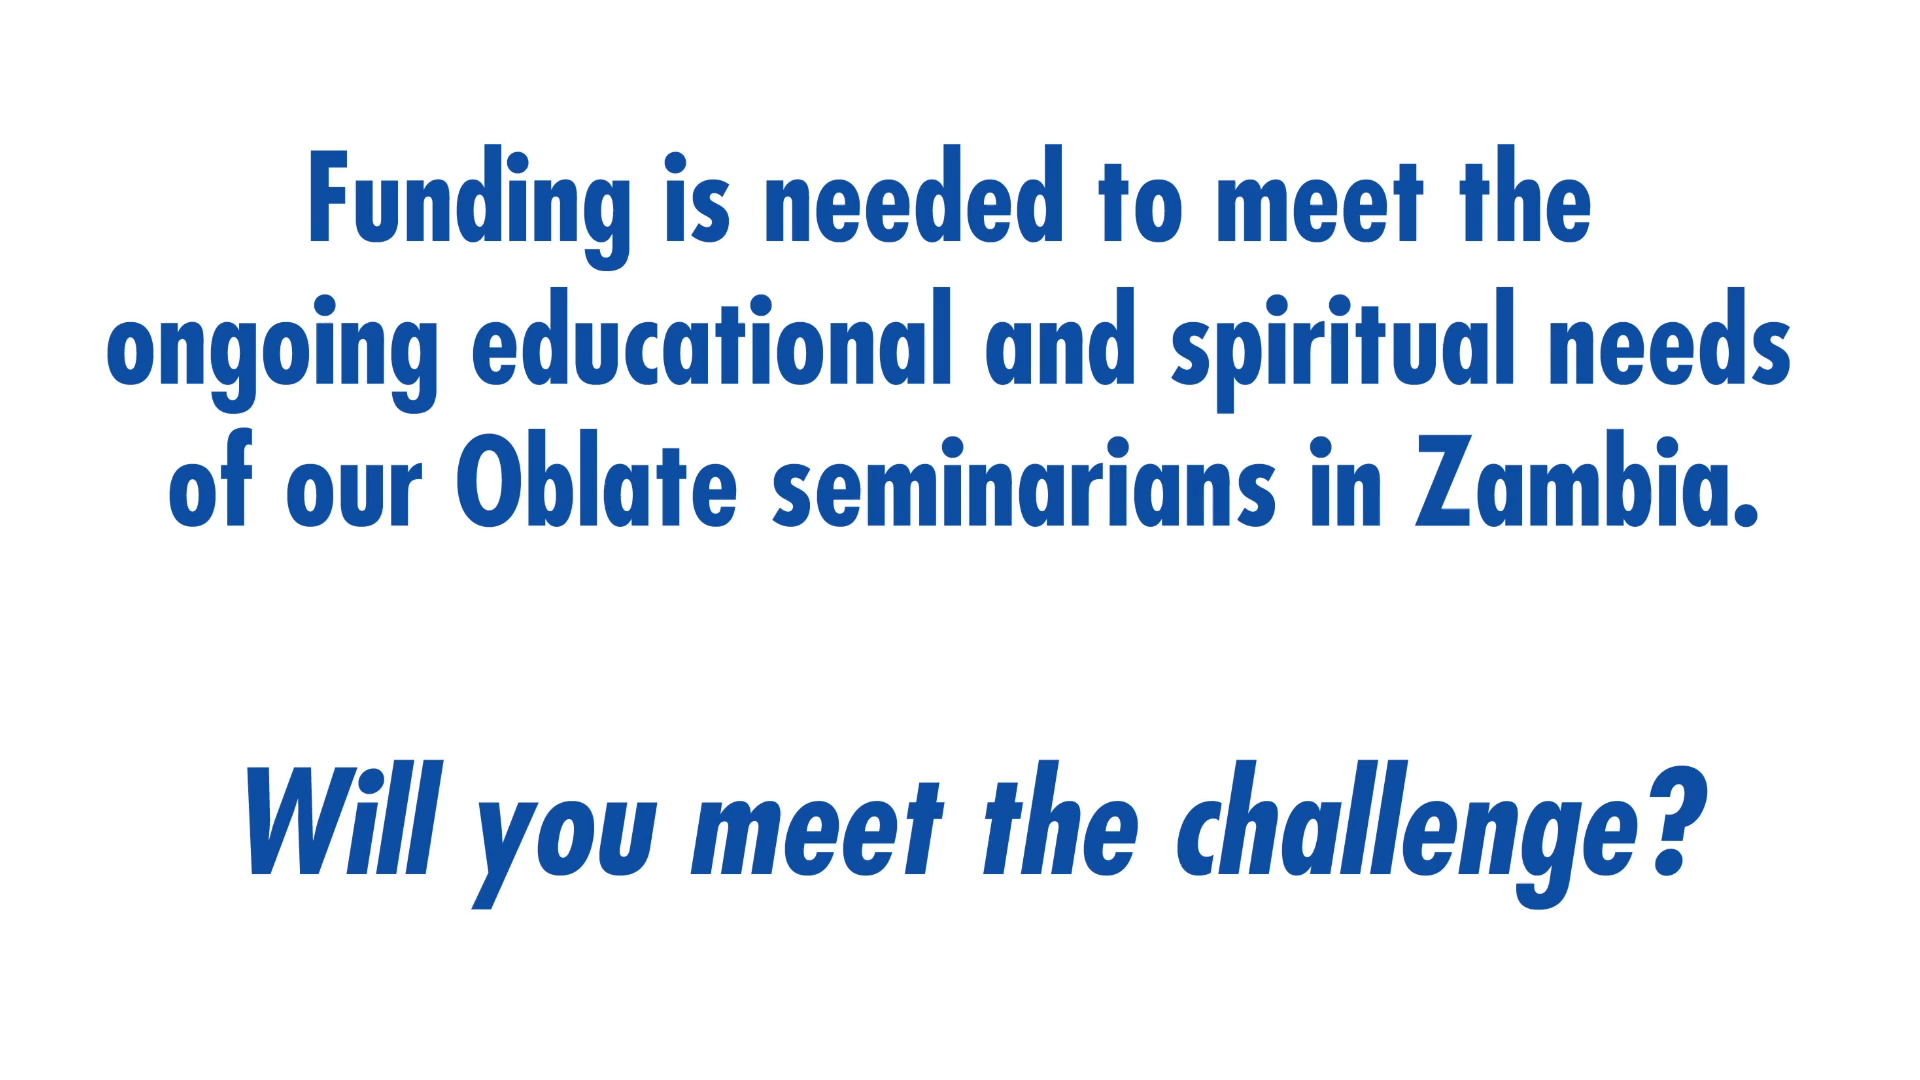 Funding is needed to meet the
ongoing educational and spiritual needs
of our Oblate seminarians in Zambia.
Will you meet the challenge?